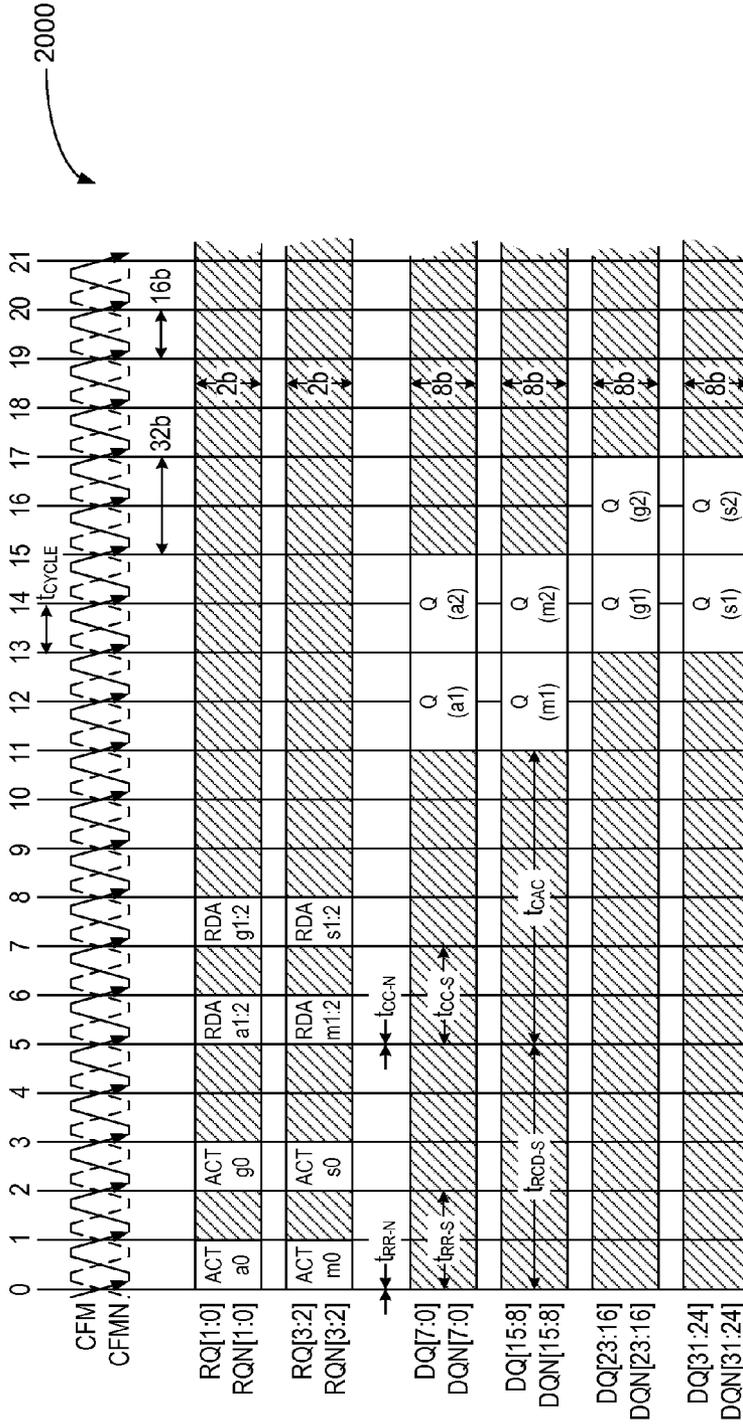 2000
0 1 2 3 4 5 6 7 8 9 10 11 12 13 14 15 16 17 18 19 20 21
CFM
CFMN
tCYCLE
32b
16b
RQ[1:0]
RQN[1:0]
ACT
a0
ACT
g0
RDA
a1:2
RDA
g1:2
2b
RQ[3:2]
RQN[3:2]
ACT
m0
ACT
s0
RDA
m1:2
RDA
s1:2
2b
tRR-N
tCC-N
DQ[7:0]
DQN[7:0]
tRR-S
tCC-S
Q
(a1)
Q
(a2)
8b
DQ[15:8]
DQN[15:8]
tRCD-S
tCAC
Q
(m1)
Q
(m2)
8b
DQ[23:16]
DQN[23:16]
Q
(g1)
Q
(g2)
8b
DQ[31:24]
DQN[31:24]
Q
(s1)
Q
(s2)
8b